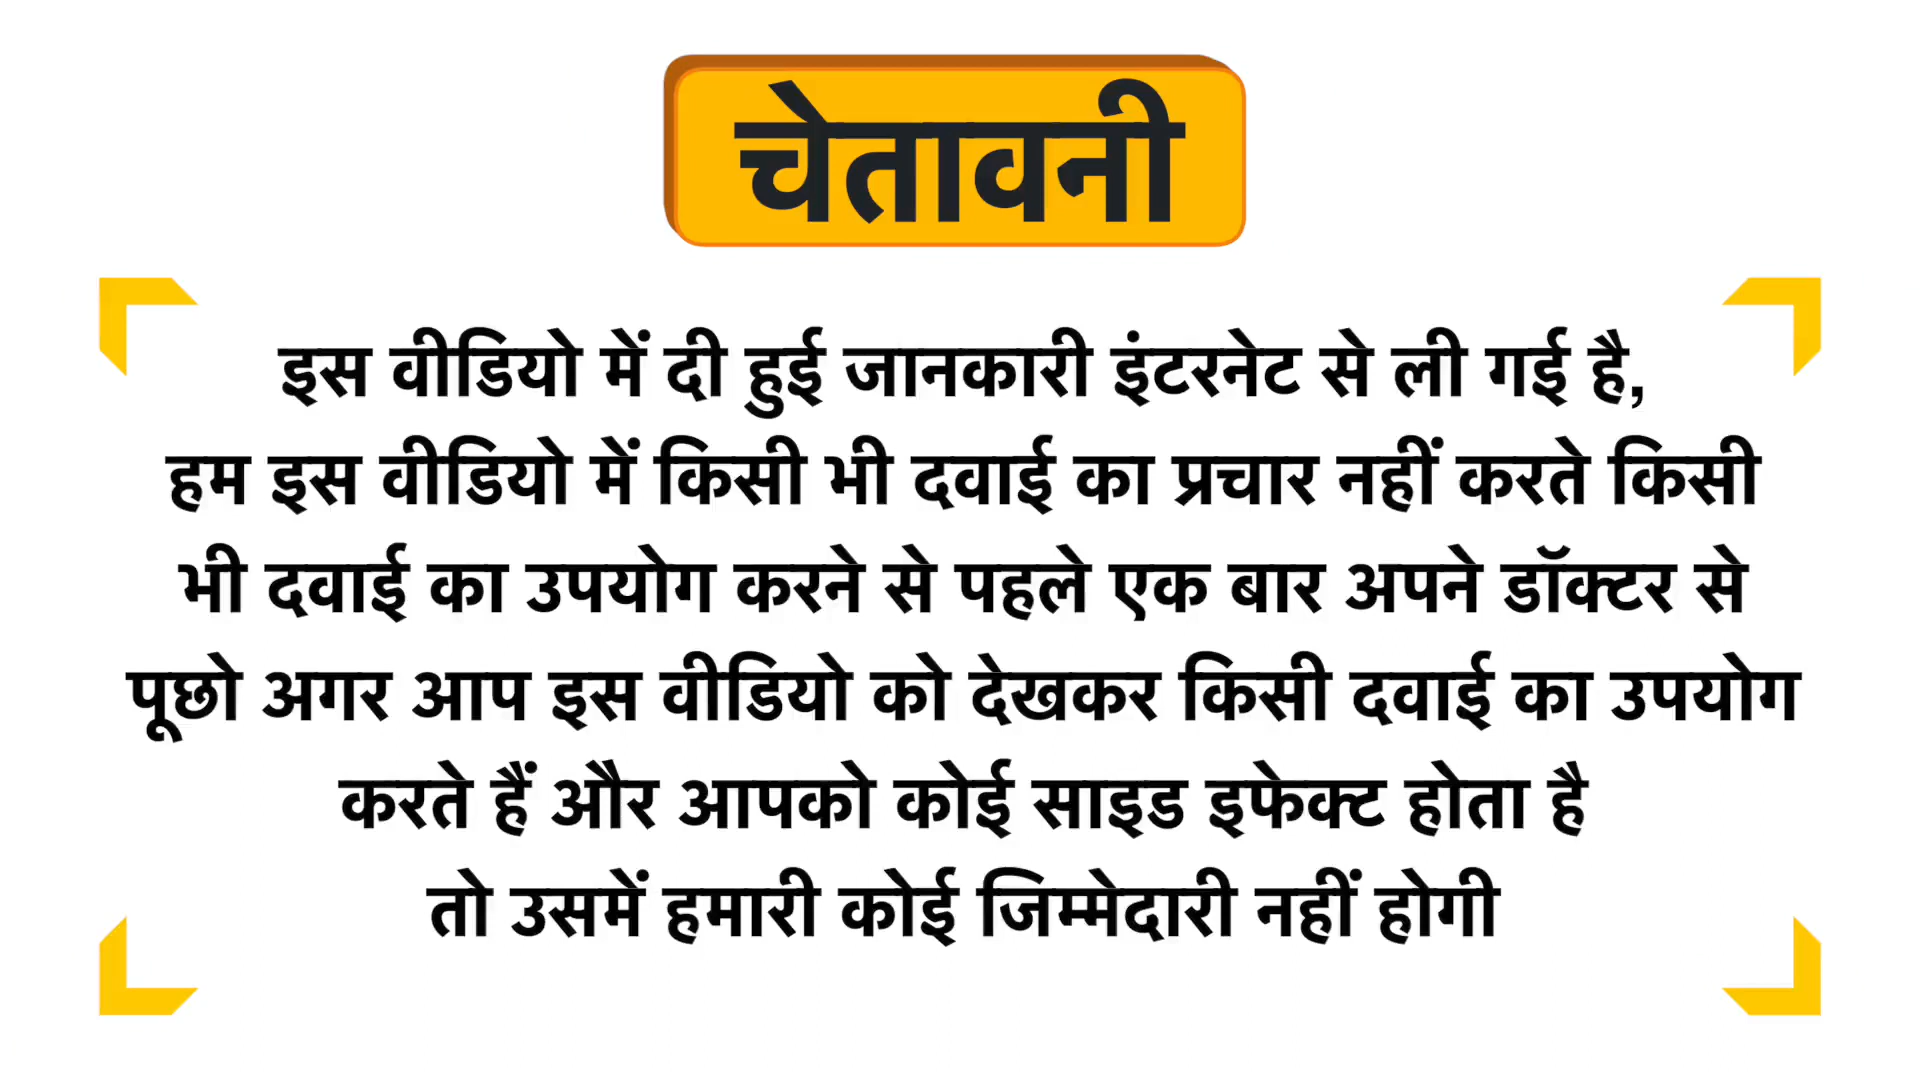 चेतावनी
इस वीडियो में दी हुई जानकारी इंटरनेट से ली गई है,
हम इस वीडियो में किसी भी दवाई का प्रचार नहीं करते किसी
भी दवाई का उपयोग करने से पहले एक बार अपने डॉक्टर से
पूछो अगर आप इस वीडियो को देखकर किसी दवाई का उपयोग
करते हैं और आपको कोई साइड इफेक्ट होता है
तो उसमें हमारी कोई जिम्मेदारी नहीं होगी